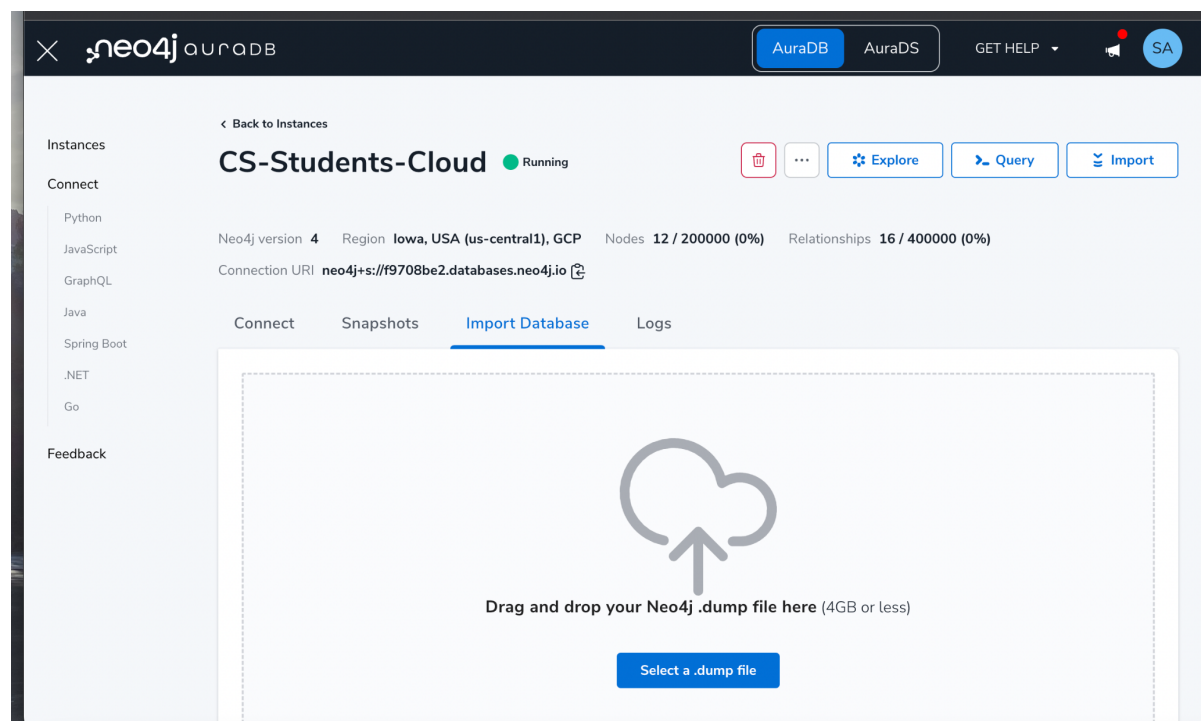 neo4j auraDB
AuraDB
AuraDS
GET HELP
SA
Instances
Connect
Python
JavaScript
GraphQL
Java
Spring Boot
.NET
Go
Feedback
Back to Instances
CS-Students-Cloud Running
...
Explore
Query
Import
Neo4j version 4 Region Iowa, USA (us-central1), GCP Nodes 12 / 200000 (0%) Relationships 16 / 400000 (0%)
Connection URI neo4j+s://f9708be2.databases.neo4j.io
Connect Snapshots Import Database Logs
Drag and drop your Neo4j .dump file here (4GB or less)
Select a .dump file